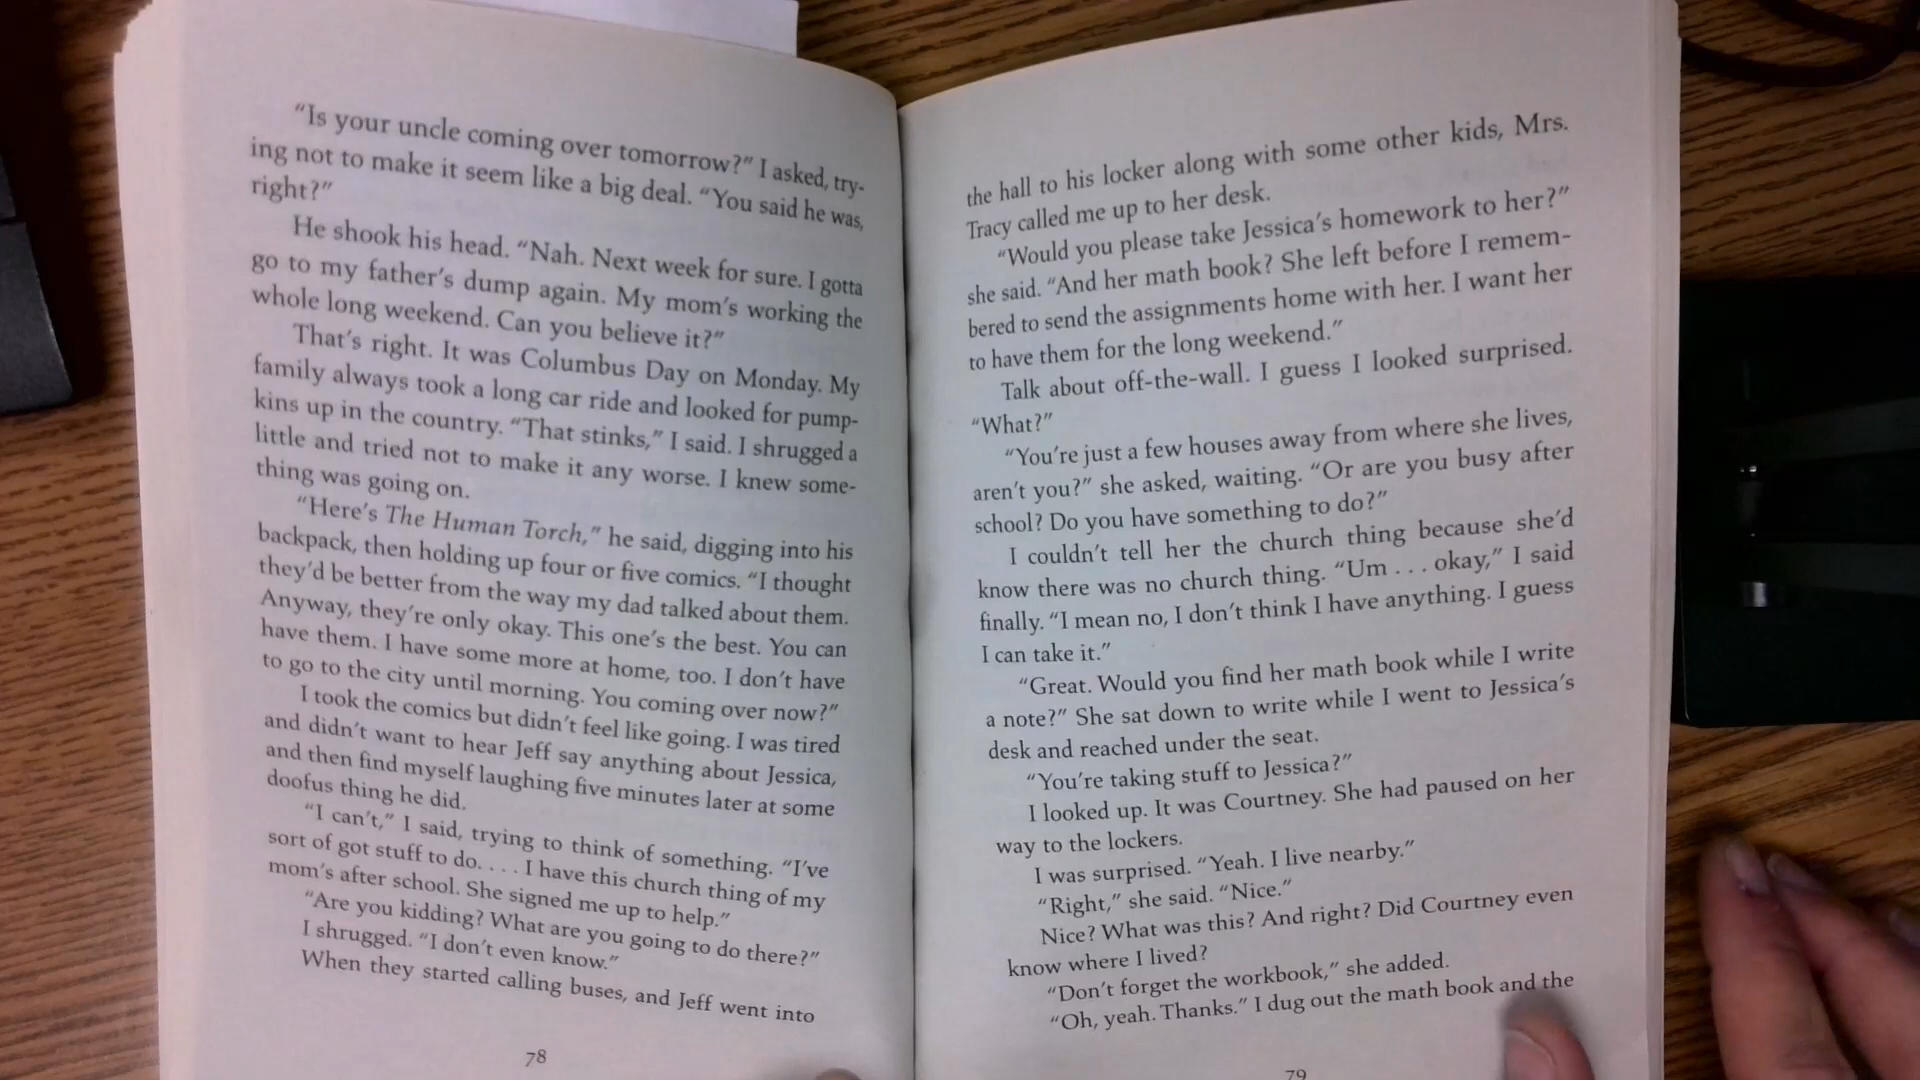 “Is your uncle coming over tomorrow?” I asked, try-
ing not to make it seem like a big deal. “You said he was,
right?”
He shook his head. “Nah. Next week for sure. I gotta
go to my father’s dump again. My mom’s working the
whole long weekend. Can you believe it?”
That’s right. It was Columbus Day on Monday. My
family always took a long car ride and looked for pump-
kins up in the country. “That stinks,” I said. I shrugged a
little and tried not to make it any worse. I knew some-
thing was going on.
“Here’s The Human Torch,” he said, digging into his
backpack, then holding up four or five comics. “I thought
they’d be better from the way my dad talked about them.
Anyway, they’re only okay. This one’s the best. You can
have them. I have some more at home, too. I don’t have
to go to the city until morning. You coming over now?”
I took the comics but didn’t feel like going. I was tired
and didn’t want to hear Jeff say anything about Jessica,
and then find myself laughing five minutes later at some
doofus thing he did.
“I can’t,” I said, trying to think of something. “I’ve
sort of got stuff to do. . . . I have this church thing of my
mom’s after school. She signed me up to help.”
“Are you kidding? What are you going to do there?”
I shrugged. “I don’t even know.”
When they started calling buses, and Jeff went into
78
the hall to his locker along with some other kids, Mrs.
Tracy called me up to her desk.
“Would you please take Jessica’s homework to her?”
she said. “And her math book? She left before I remem-
bered to send the assignments home with her. I want her
to have them for the long weekend.”
Talk about off-the-wall. I guess I looked surprised.
“What?”
“You’re just a few houses away from where she lives,
aren’t you?” she asked, waiting. “Or are you busy after
school? Do you have something to do?”
I couldn’t tell her the church thing because she’d
know there was no church thing. “Um . . . okay,” I said
finally. “I mean no, I don’t think I have anything. I guess
I can take it.”
“Great. Would you find her math book while I write
a note?” She sat down to write while I went to Jessica’s
desk and reached under the seat.
“You’re taking stuff to Jessica?”
I looked up. It was Courtney. She had paused on her
way to the lockers.
I was surprised. “Yeah. I live nearby.”
“Right,” she said. “Nice.”
Nice? What was this? And right? Did Courtney even
know where I lived?
“Don’t forget the workbook,” she added.
“Oh, yeah. Thanks.” I dug out the math book and the
79